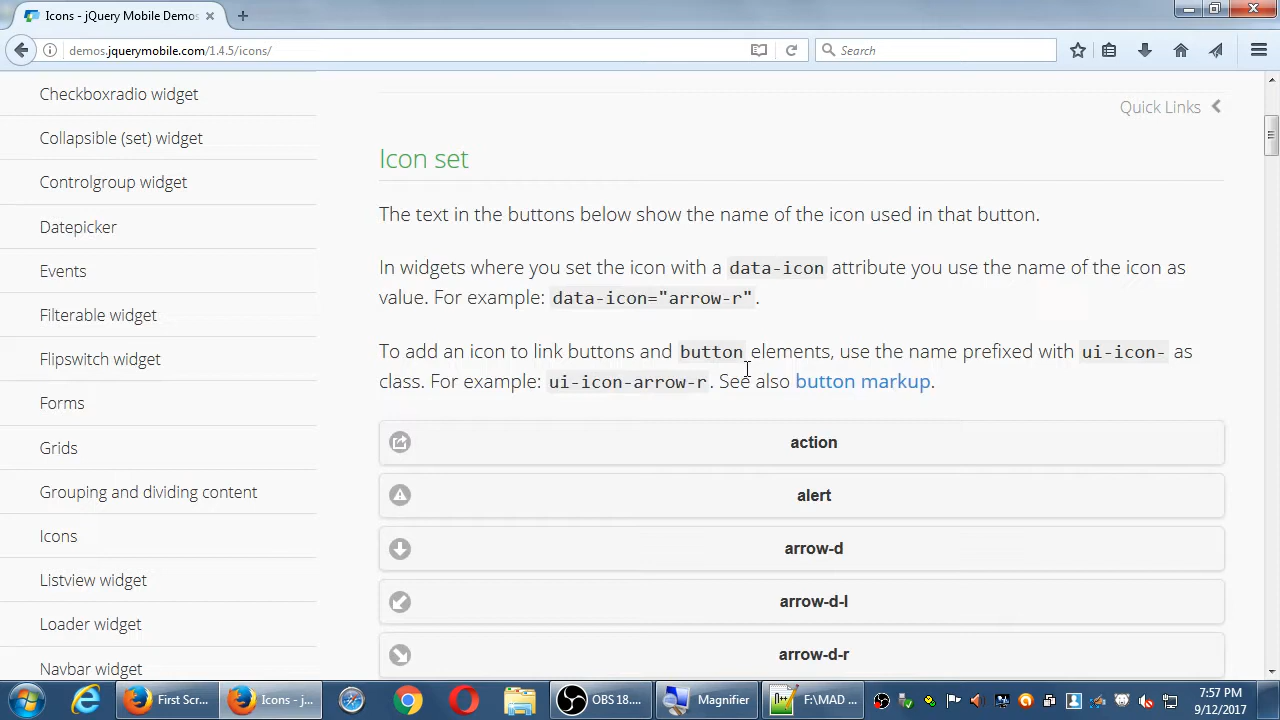 Icons - jQuery Mobile Demos
demos.jquerymobile.com/1.4.5/icons/
Search
Checkboxradio widget
Collapsible (set) widget
Controlgroup widget
Datepicker
Events
Filterable widget
Flipswitch widget
Forms
Grids
Grouping and dividing content
Icons
Listview widget
Loader widget
Navbar widget
Quick Links
Icon set
The text in the buttons below show the name of the icon used in that button.
In widgets where you set the icon with a data-icon attribute you use the name of the icon as
value. For example: data-icon="arrow-r".
To add an icon to link buttons and button elements, use the name prefixed with ui-icon- as
class. For example: ui-icon-arrow-r. See also button markup.
action
alert
arrow-d
arrow-d-l
arrow-d-r
First Scr...
Icons - j...
OBS 18....
Magnifier
F:\MAD ...
7:57 PM
9/12/2017